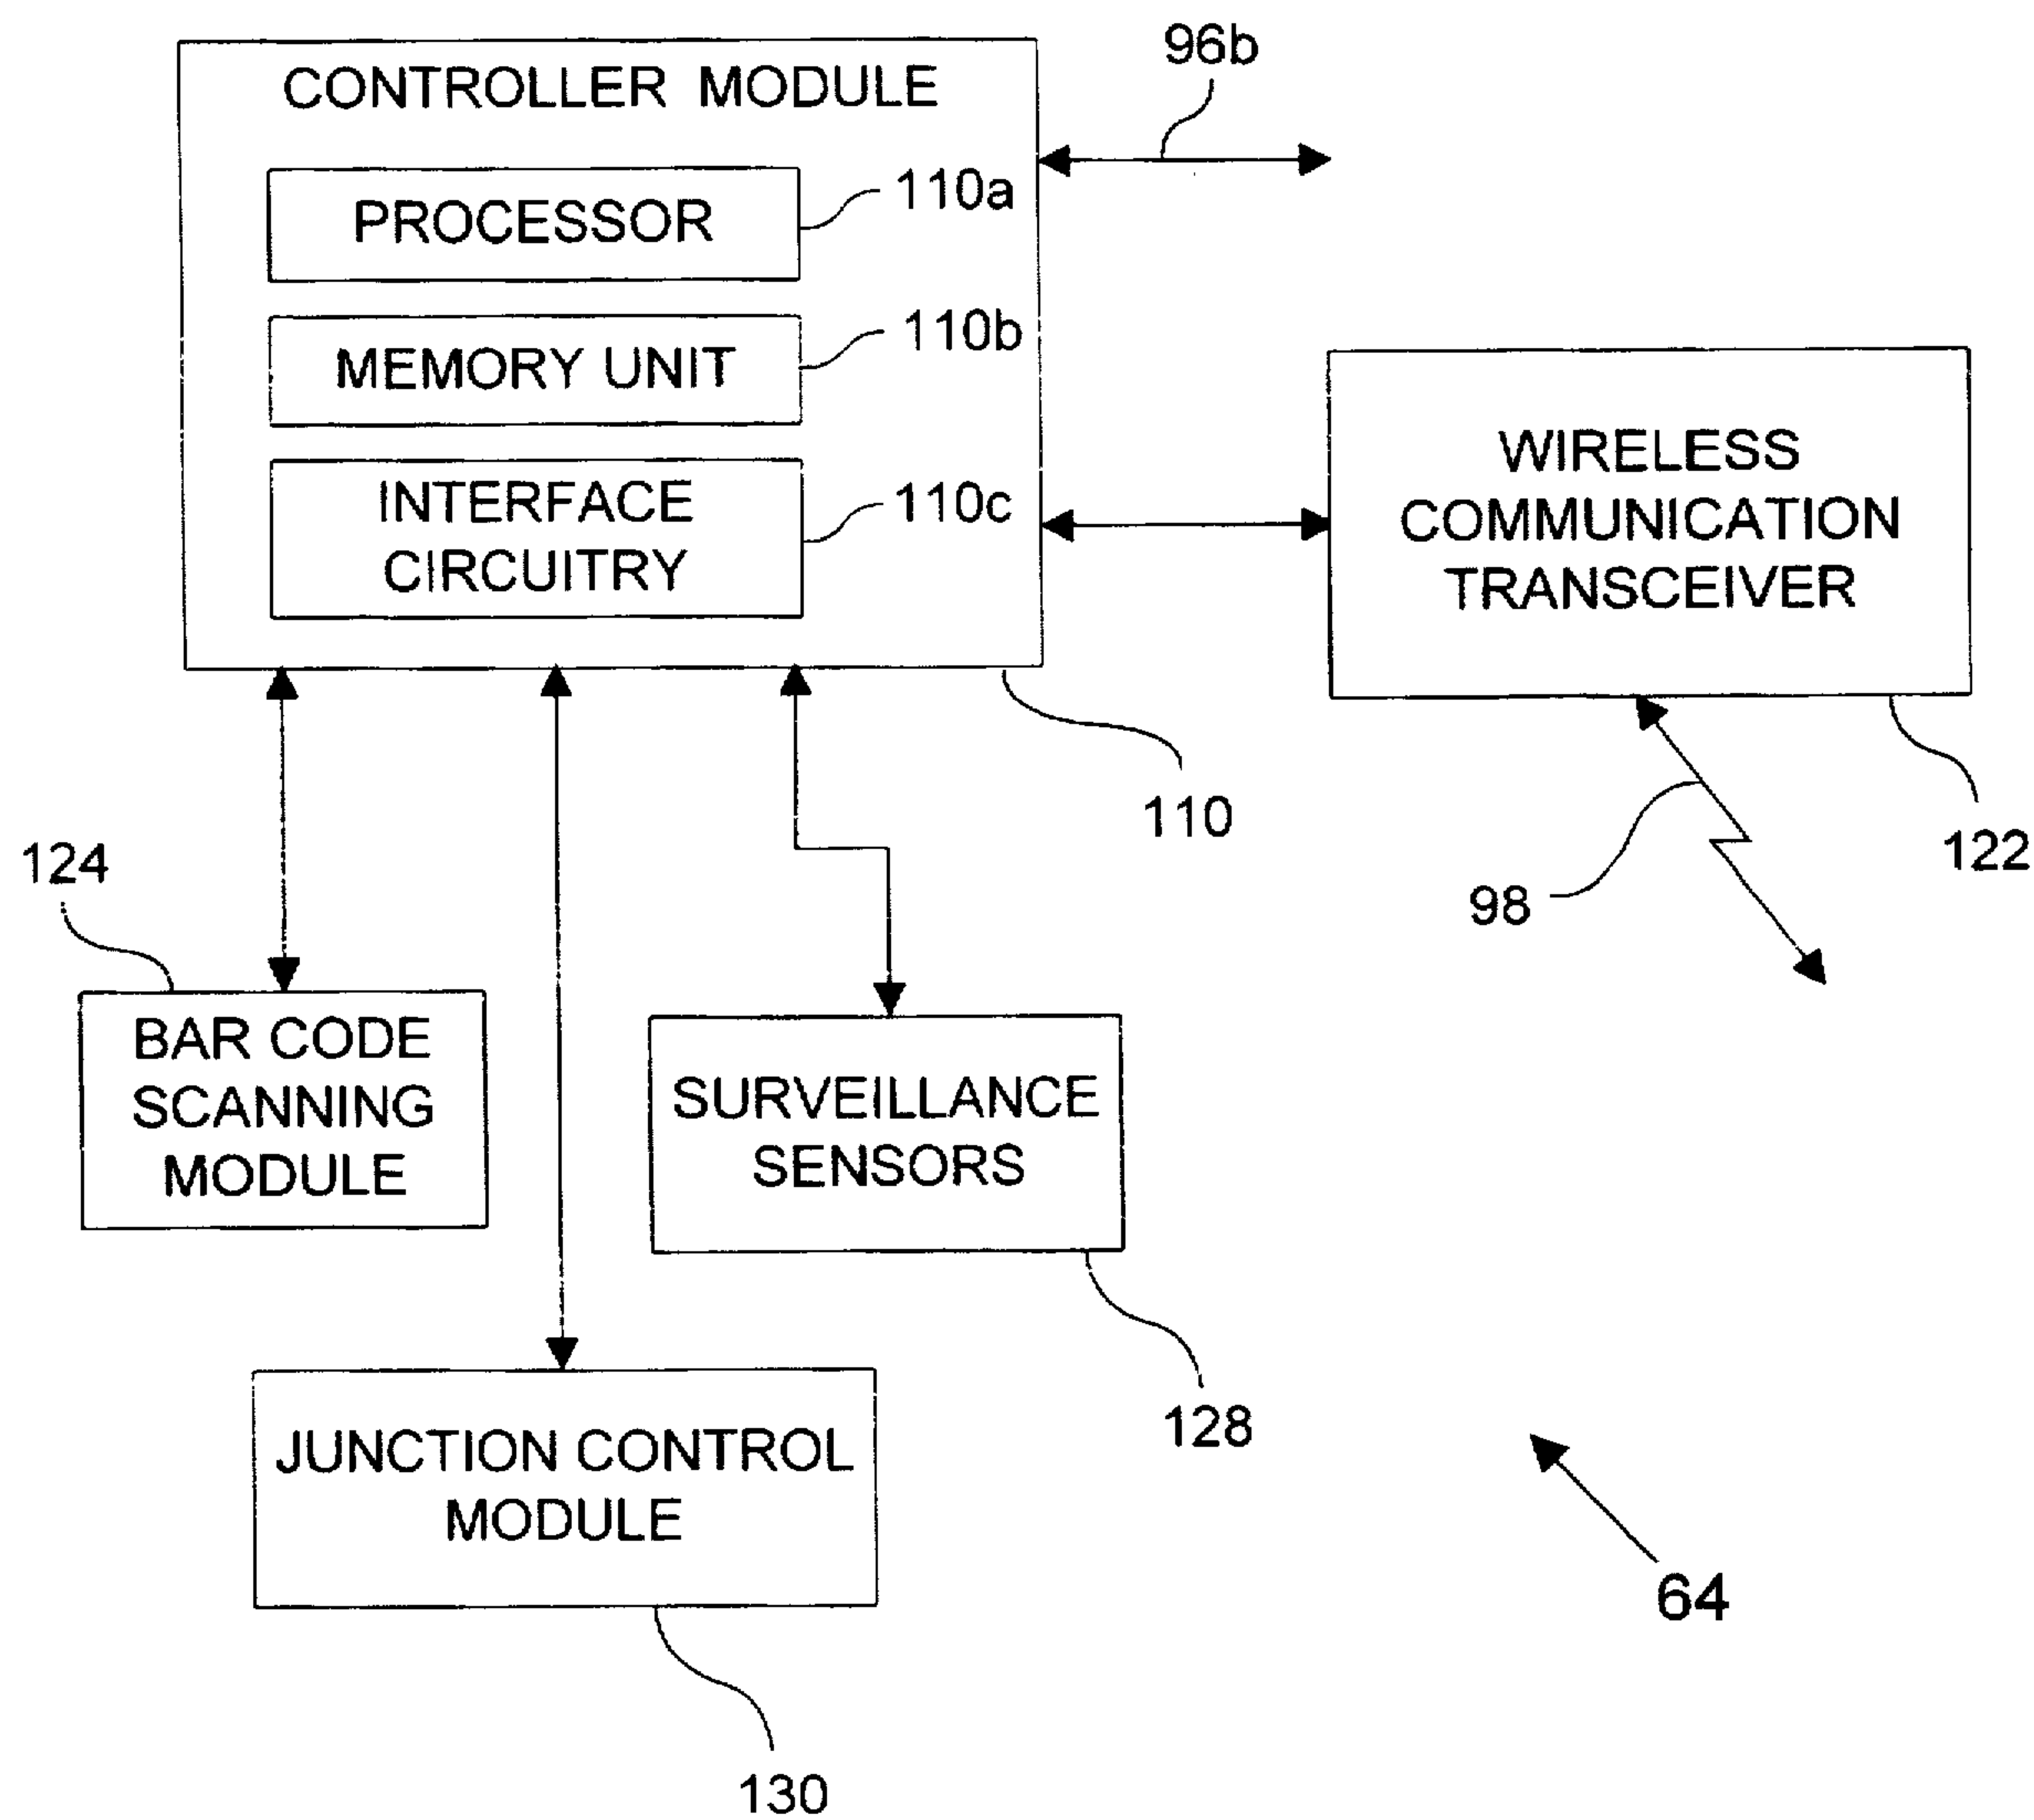 CONTROLLER MODULE
96b
PROCESSOR
110a
MEMORY UNIT
110b
INTERFACE
CIRCUITRY
110c
WIRELESS
COMMUNICATION
TRANSCEIVER
110
122
98
124
BAR CODE
SCANNING
MODULE
SURVEILLANCE
SENSORS
128
JUNCTION CONTROL
MODULE
130
64